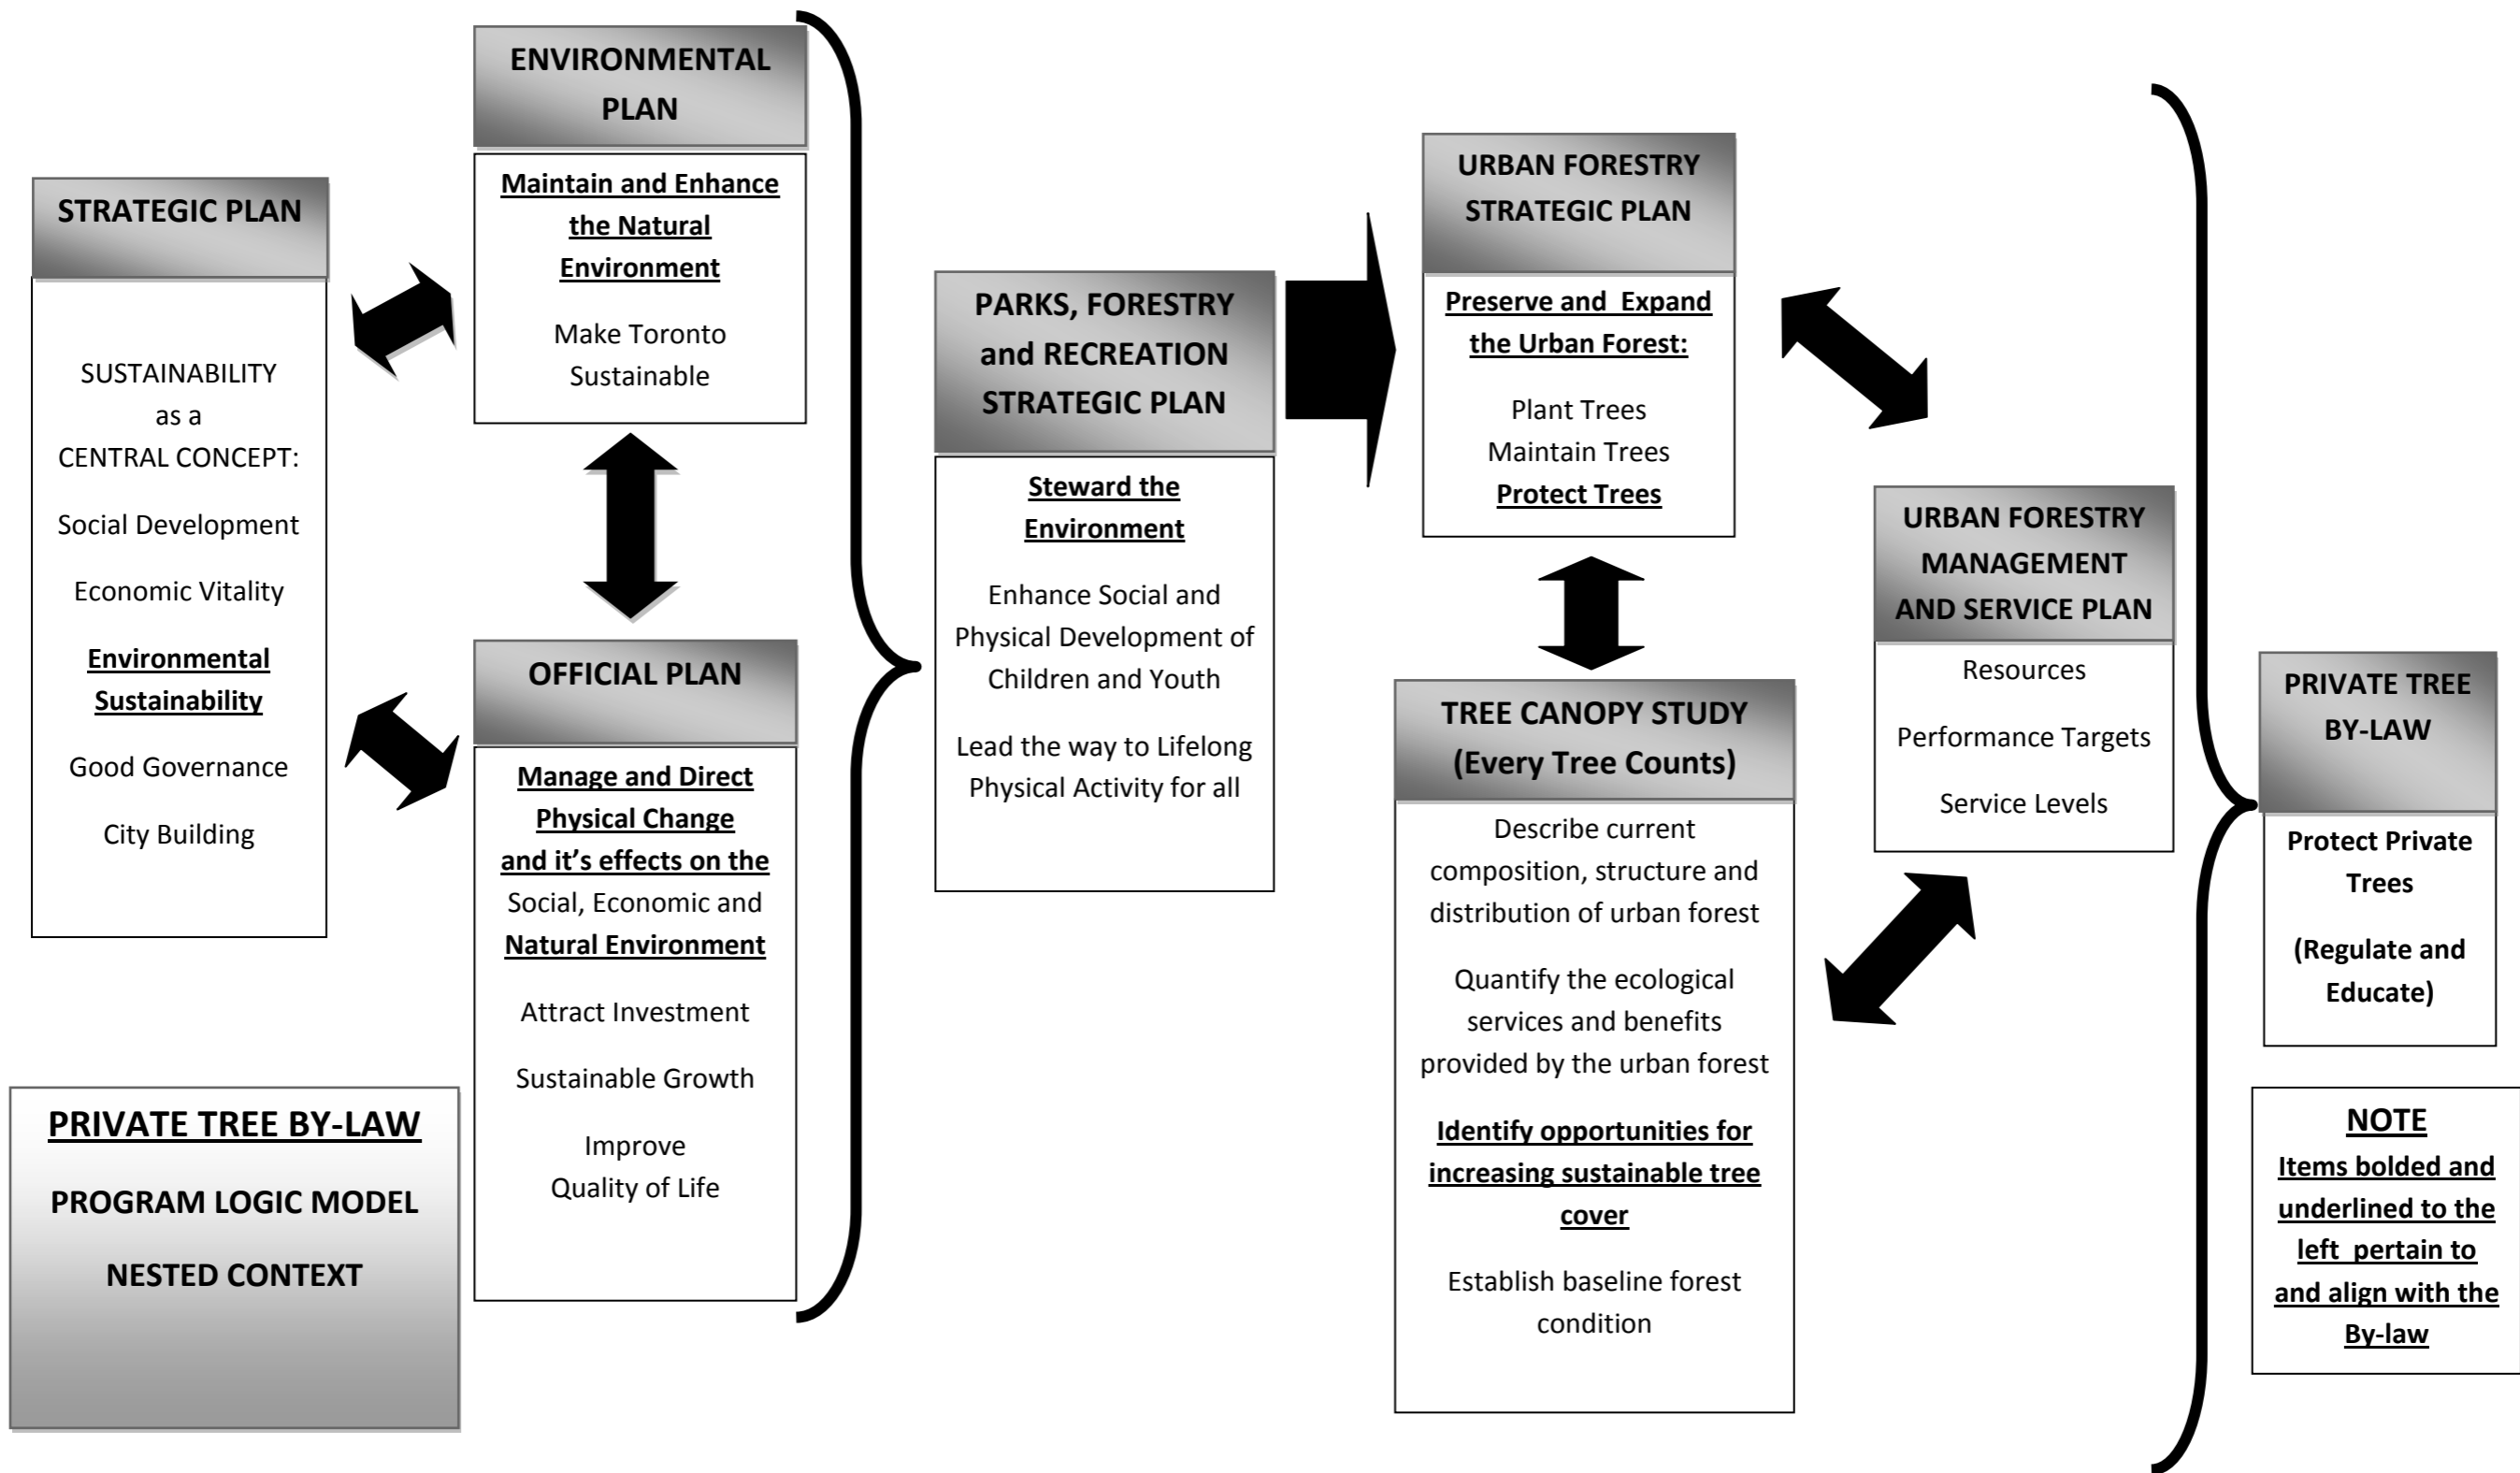 STRATEGIC PLAN
SUSTAINABILITY
as a
CENTRAL CONCEPT:
Social Development
Economic Vitality
Environmental
Sustainability
Good Governance
City Building
ENVIRONMENTAL
PLAN
Maintain and Enhance
the Natural
Environment
Make Toronto
Sustainable
OFFICIAL PLAN
Manage and Direct
Physical Change
and it’s effects on the
Social, Economic and
Natural Environment
Attract Investment
Sustainable Growth
Improve
Quality of Life
PRIVATE TREE BY-LAW
PROGRAM LOGIC MODEL
NESTED CONTEXT
PARKS, FORESTRY
and RECREATION
STRATEGIC PLAN
Steward the
Environment
Enhance Social and
Physical Development of
Children and Youth
Lead the way to Lifelong
Physical Activity for all
URBAN FORESTRY
STRATEGIC PLAN
Preserve and Expand
the Urban Forest:
Plant Trees
Maintain Trees
Protect Trees
TREE CANOPY STUDY
(Every Tree Counts)
Describe current
composition, structure and
distribution of urban forest
Quantify the ecological
services and benefits
provided by the urban forest
Identify opportunities for
increasing sustainable tree
cover
Establish baseline forest
condition
URBAN FORESTRY
MANAGEMENT
AND SERVICE PLAN
Resources
Performance Targets
Service Levels
PRIVATE TREE
BY-LAW
Protect Private
Trees
(Regulate and
Educate)
NOTE
Items bolded and
underlined to the
left pertain to
and align with the
By-law